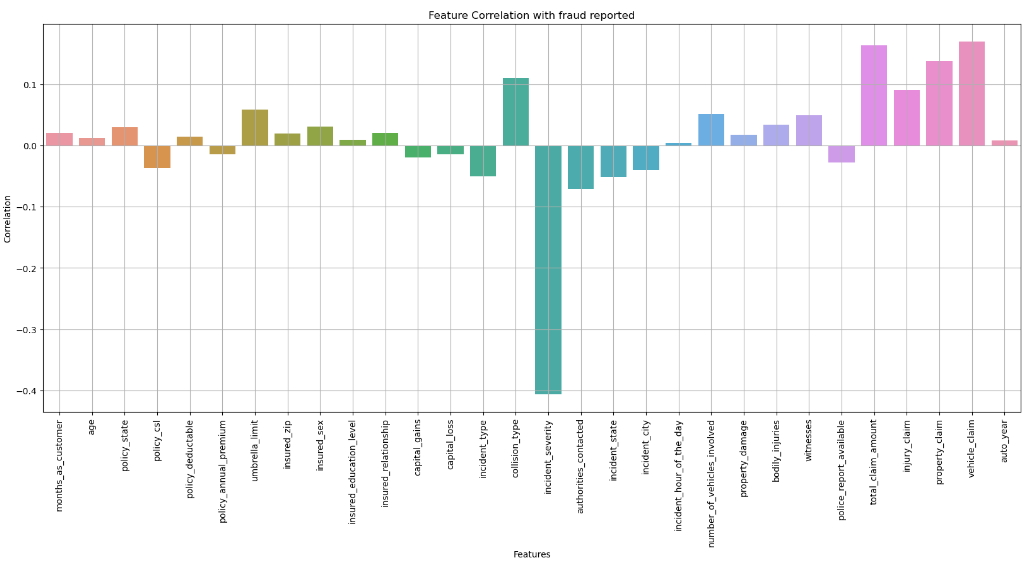 Feature Correlation with fraud reported
Correlation
0.1
0.0
−0.1
−0.2
−0.3
−0.4
months_as_customer
age
policy_state
policy_csl
policy_deductable
policy_annual_premium
umbrella_limit
insured_zip
insured_sex
insured_education_level
insured_relationship
capital_gains
capital_loss
incident_type
collision_type
incident_severity
authorities_contacted
incident_state
incident_city
incident_hour_of_the_day
number_of_vehicles_involved
property_damage
bodily_injuries
witnesses
police_report_available
total_claim_amount
injury_claim
property_claim
vehicle_claim
auto_year
Features